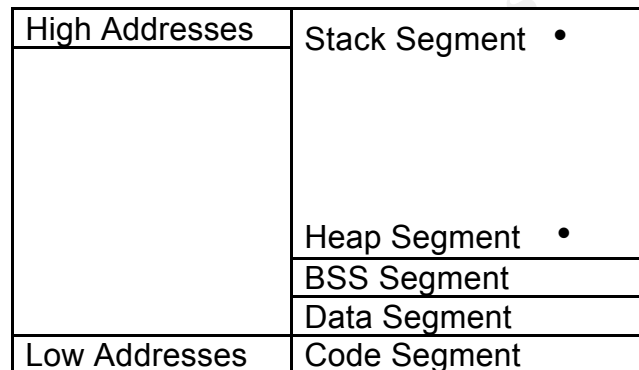 High Addresses
Stack Segment •
Heap Segment •
BSS Segment
Data Segment
Low Addresses
Code Segment